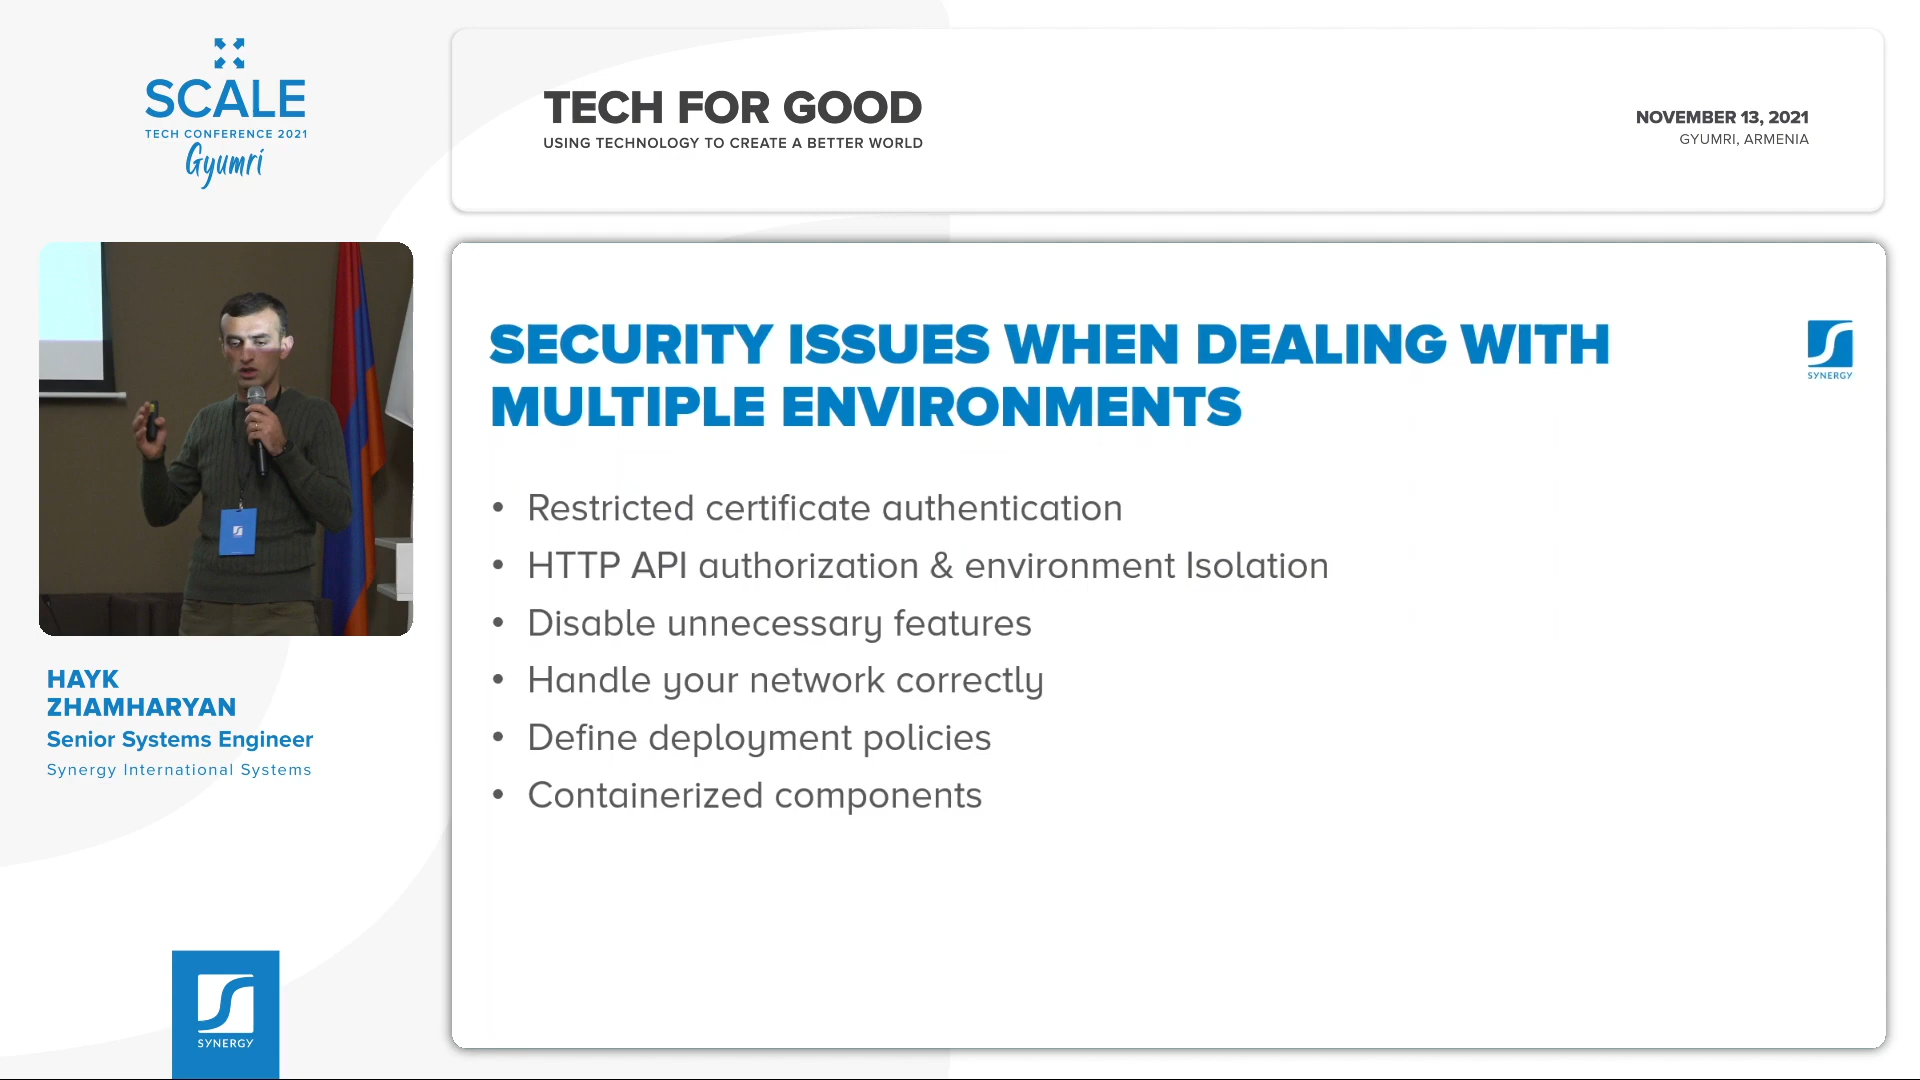 SCALE
TECH CONFERENCE 2021
Gyumri
TECH FOR GOOD
USING TECHNOLOGY TO CREATE A BETTER WORLD
NOVEMBER 13, 2021
GYUMRI, ARMENIA
HAYK
ZHAMHARYAN
Senior Systems Engineer
Synergy International Systems
SYNERGY
SECURITY ISSUES WHEN DEALING WITH
MULTIPLE ENVIRONMENTS
SYNERGY
• Restricted certificate authentication
• HTTP API authorization & environment Isolation
• Disable unnecessary features
• Handle your network correctly
• Define deployment policies
• Containerized components